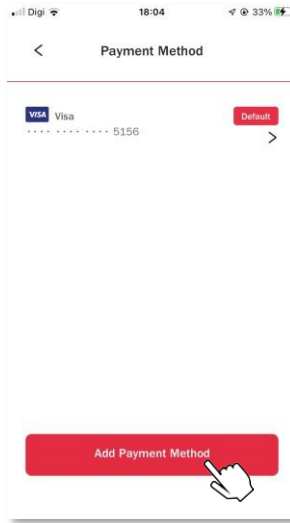 Digi 18:04 33%
Payment Method
VISA Visa Default
.... .... .... 5156
Add Payment Method